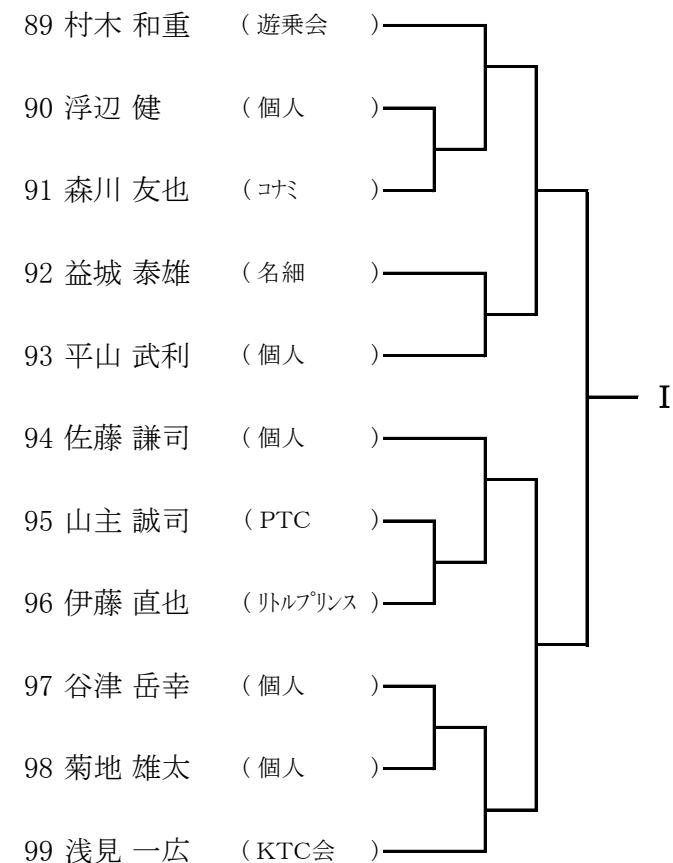 89 村木 和重 ( 遊乗会 )
90 浮辺 健 ( 個人 )
91 森川 友也 ( ｺﾅﾐ )
92 益城 泰雄 ( 名細 )
93 平山 武利 ( 個人 )
I
94 佐藤 謙司 ( 個人 )
95 山主 誠司 ( PTC )
96 伊藤 直也 ( ﾘﾄﾙﾌﾟﾘﾝｽ )
97 谷津 岳幸 ( 個人 )
98 菊地 雄太 ( 個人 )
99 浅見 一広 ( KTC会 )